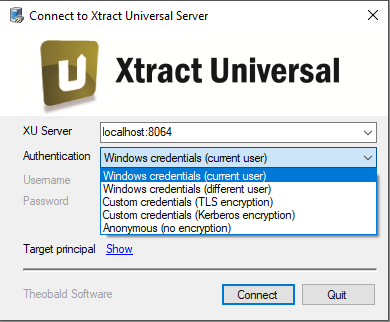 Connect to Xtract Universal Server
Xtract Universal
XU Server
localhost:8064
Authentication
Windows credentials (current user)
Windows credentials (current user)
Windows credentials (different user)
Custom credentials (TLS encryption)
Custom credentials (Kerberos encryption)
Anonymous (no encryption)
Username
Password
Target principal
Show
Theobald Software
Connect
Quit